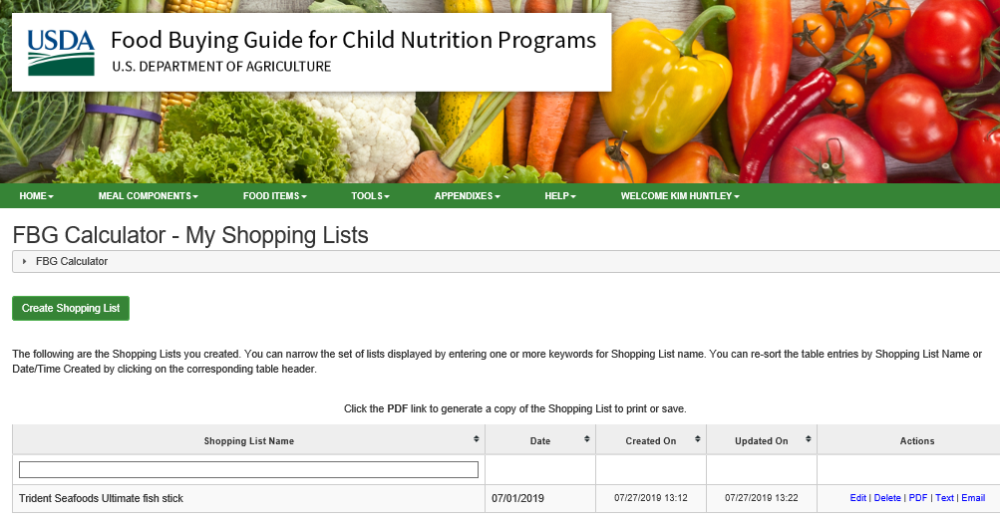 USDA
Food Buying Guide for Child Nutrition Programs
U.S. DEPARTMENT OF AGRICULTURE
HOME MEAL COMPONENTS FOOD ITEMS TOOLS APPENDIXES HELP WELCOME KIM HUNTLEY
FBG Calculator - My Shopping Lists
FBG Calculator
Create Shopping List
The following are the Shopping Lists you created. You can narrow the set of lists displayed by entering one or more keywords for Shopping List name. You can re-sort the table entries by Shopping List Name or
Date/Time Created by clicking on the corresponding table header.
Click the PDF link to generate a copy of the Shopping List to print or save.
Shopping List Name Date Created On Updated On Actions
Trident Seafoods Ultimate fish stick 07/01/2019 07/27/2019 13:12 07/27/2019 13:22 Edit | Delete | PDF | Text | Email